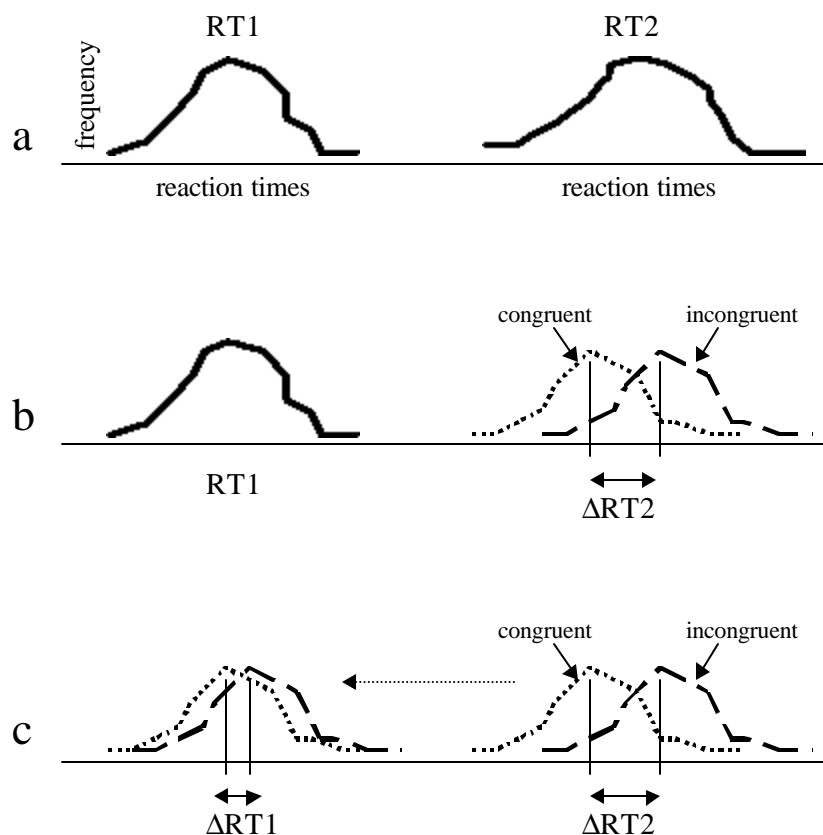 RT1 RT2
frequency
a
reaction times reaction times
congruent incongruent
b
RT1
ΔRT2
congruent incongruent
c
ΔRT1 ΔRT2